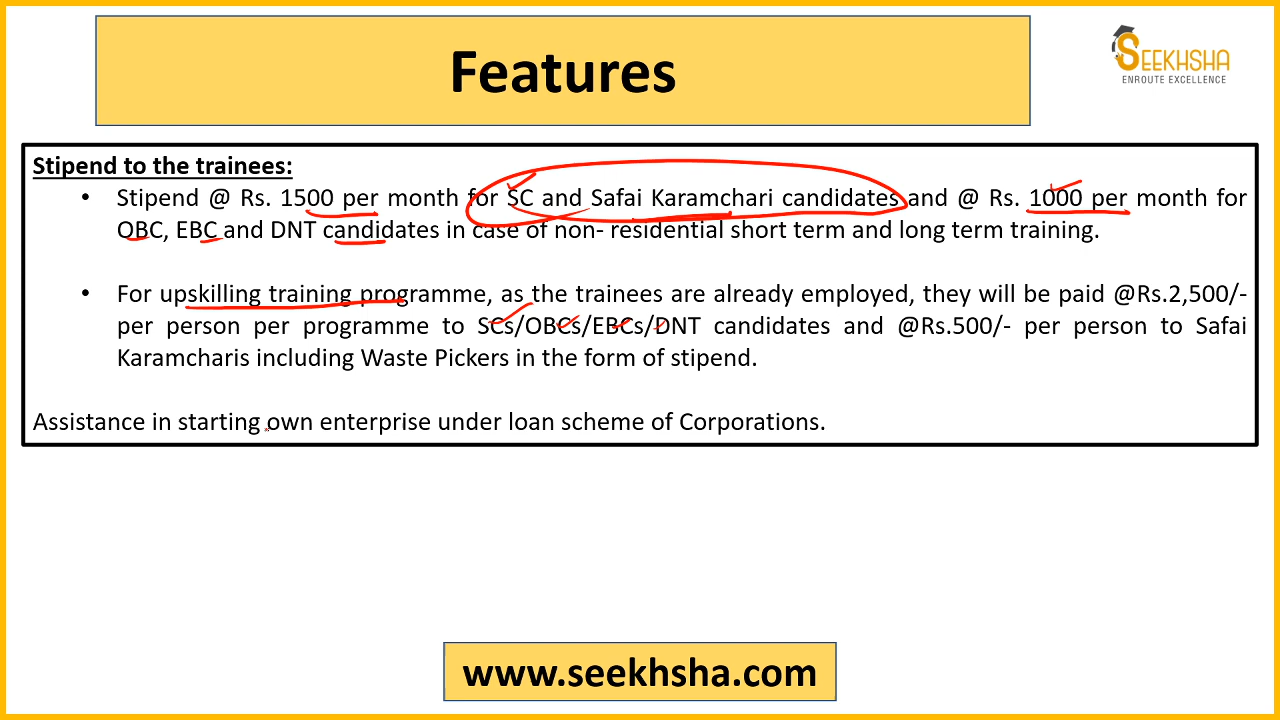 Features
SEEKHSHA
ENROUTE EXCELLENCE
Stipend to the trainees:
• Stipend @ Rs. 1500 per month for SC and Safai Karamchari candidates and @ Rs. 1000 per month for
OBC, EBC and DNT candidates in case of non- residential short term and long term training.
• For upskilling training programme, as the trainees are already employed, they will be paid @Rs.2,500/-
per person per programme to SCs/OBCs/EBCs/DNT candidates and @Rs.500/- per person to Safai
Karamcharis including Waste Pickers in the form of stipend.
Assistance in starting own enterprise under loan scheme of Corporations.
www.seekhsha.com